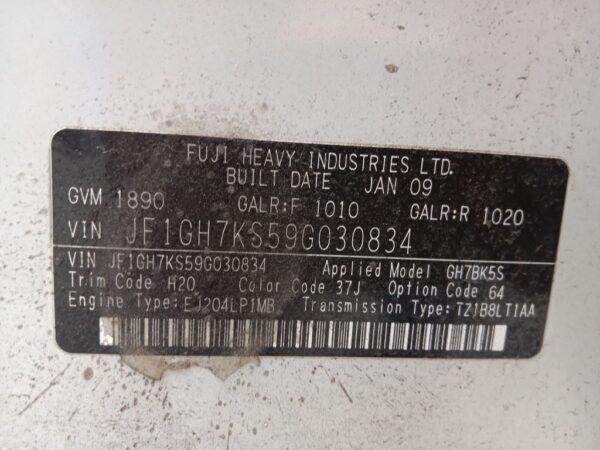 FUJI HEAVY INDUSTRIES LTD.
BUILT DATE JAN 09
GVM 1890 GALR:F 1010 GALR:R 1020
VIN JF1GH7KS59G030834
VIN JF1GH7KS59G030834 Applied Model GH7BK5S
Trim Code H20 Color Code 37J Option Code 64
Engine Type:EJ204LP1MB Transmission Type:TZ1B8LT1AA